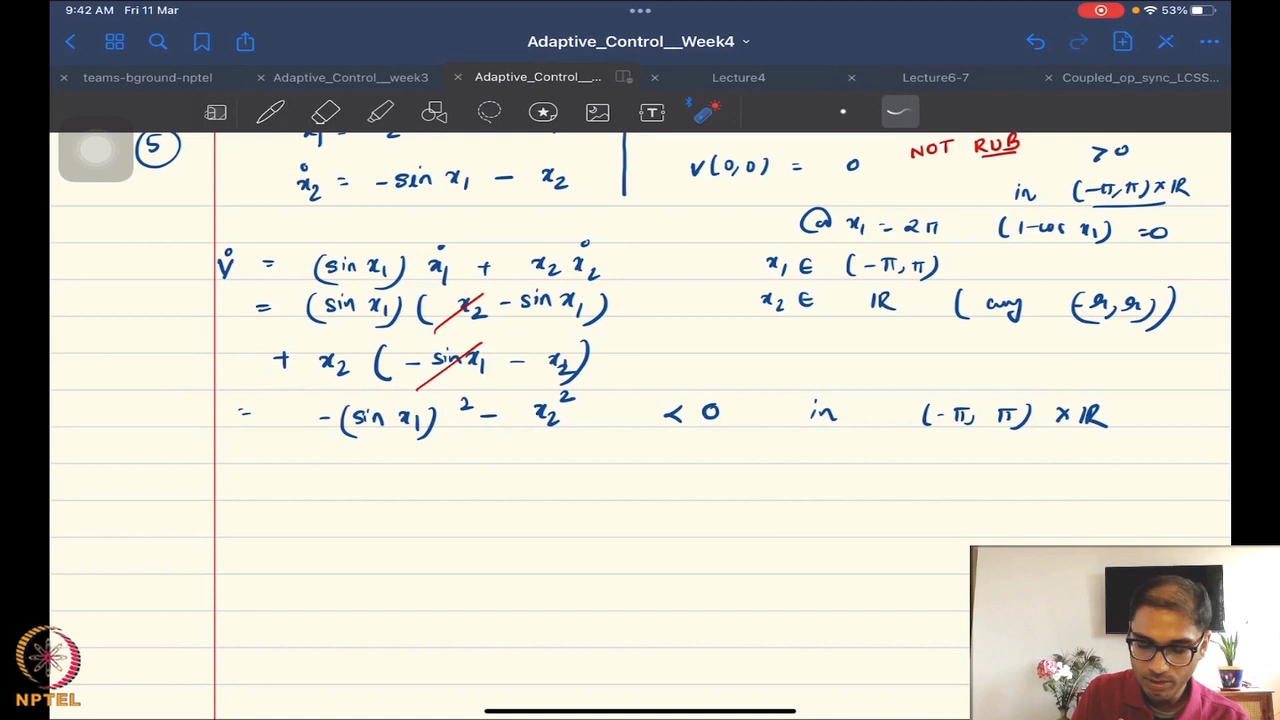 9:42 AM Fri 11 Mar
53%
Adaptive_Control__Week4
teams-bground-nptel
Adaptive_Control__week3
Adaptive_Control__...
Lecture4
Lecture6-7
Coupled_op_sync_LCSS...
5
ẋ₂ = -sin x₁ - x₂
V(0,0) = 0
NOT RUB
> 0
in (-π, π) × ℝ
@ x₁ = 2π (1-cos x₁) = 0
V̇ = (sin x₁) ẋ₁ + x₂ ẋ₂
x₁ ∈ (-π, π)
= (sin x₁) ( x₂ - sin x₁)
x₂ ∈ ℝ ( any (-r, r))
+ x₂ ( - sin x₁ - x₂)
= -(sin x₁)² - x₂² < 0 in (-π, π) × ℝ
NPTEL